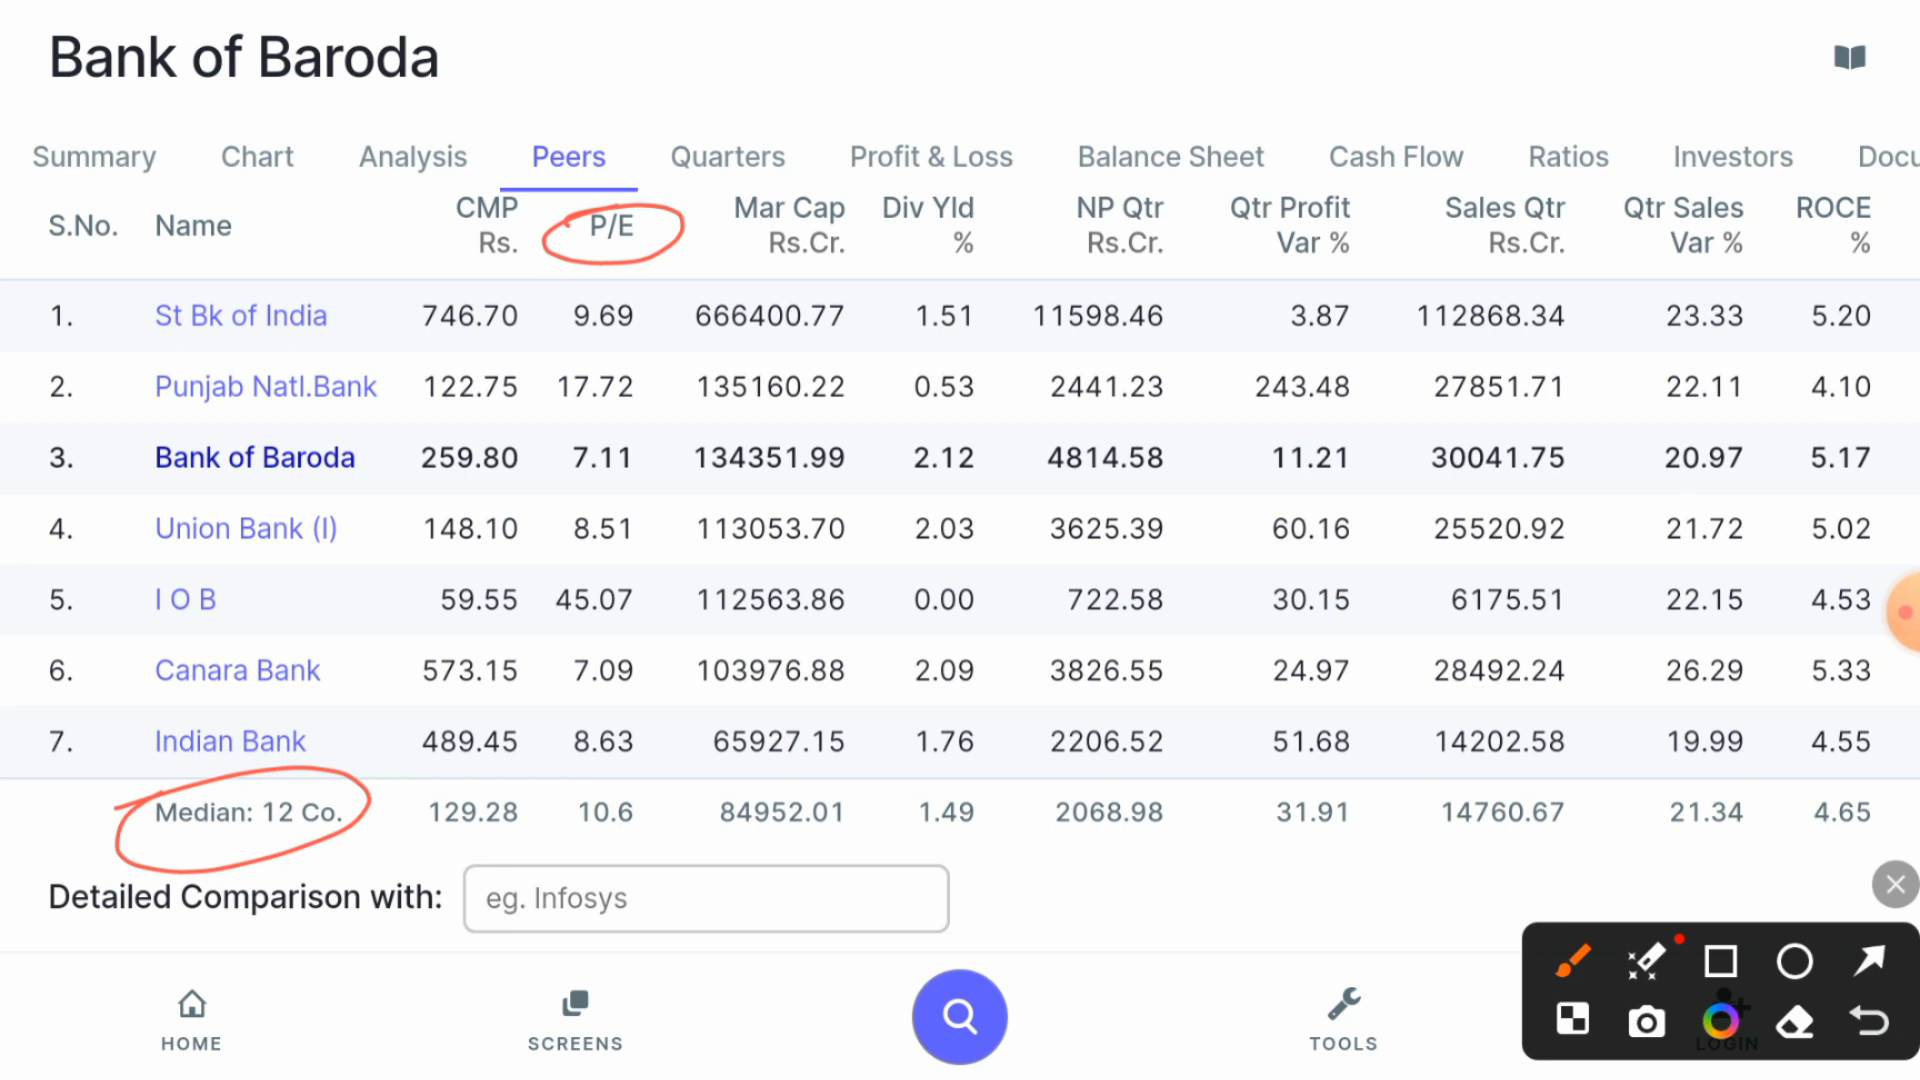 Bank of Baroda
Summary Chart Analysis Peers Quarters Profit & Loss Balance Sheet Cash Flow Ratios Investors Docu
S.No. Name CMP Rs. P/E Mar Cap Rs.Cr. Div Yld % NP Qtr Rs.Cr. Qtr Profit Var % Sales Qtr Rs.Cr. Qtr Sales Var % ROCE %
1. St Bk of India 746.70 9.69 666400.77 1.51 11598.46 3.87 112868.34 23.33 5.20
2. Punjab Natl.Bank 122.75 17.72 135160.22 0.53 2441.23 243.48 27851.71 22.11 4.10
3. Bank of Baroda 259.80 7.11 134351.99 2.12 4814.58 11.21 30041.75 20.97 5.17
4. Union Bank (I) 148.10 8.51 113053.70 2.03 3625.39 60.16 25520.92 21.72 5.02
5. I O B 59.55 45.07 112563.86 0.00 722.58 30.15 6175.51 22.15 4.53
6. Canara Bank 573.15 7.09 103976.88 2.09 3826.55 24.97 28492.24 26.29 5.33
7. Indian Bank 489.45 8.63 65927.15 1.76 2206.52 51.68 14202.58 19.99 4.55
Median: 12 Co. 129.28 10.6 84952.01 1.49 2068.98 31.91 14760.67 21.34 4.65
Detailed Comparison with: eg. Infosys
HOME SCREENS TOOLS LOGIN